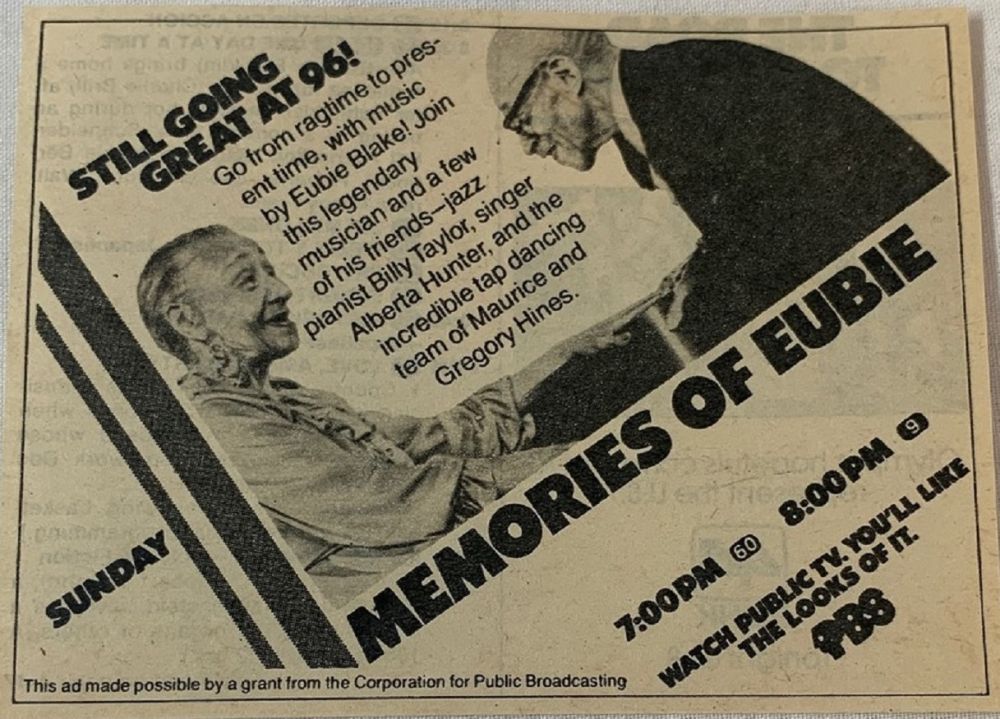 STILL GOING
GREAT AT 96!
Go from ragtime to pres-
ent time, with music
by Eubie Blake! Join
this legendary
musician and a few
of his friends—jazz
pianist Billy Taylor, singer
Alberta Hunter, and the
incredible tap dancing
team of Maurice and
Gregory Hines.
SUNDAY
MEMORIES OF EUBIE
7:00PM 60
8:00PM 9
WATCH PUBLIC TV. YOU'LL LIKE
THE LOOKS OF IT.
PBS
This ad made possible by a grant from the Corporation for Public Broadcasting